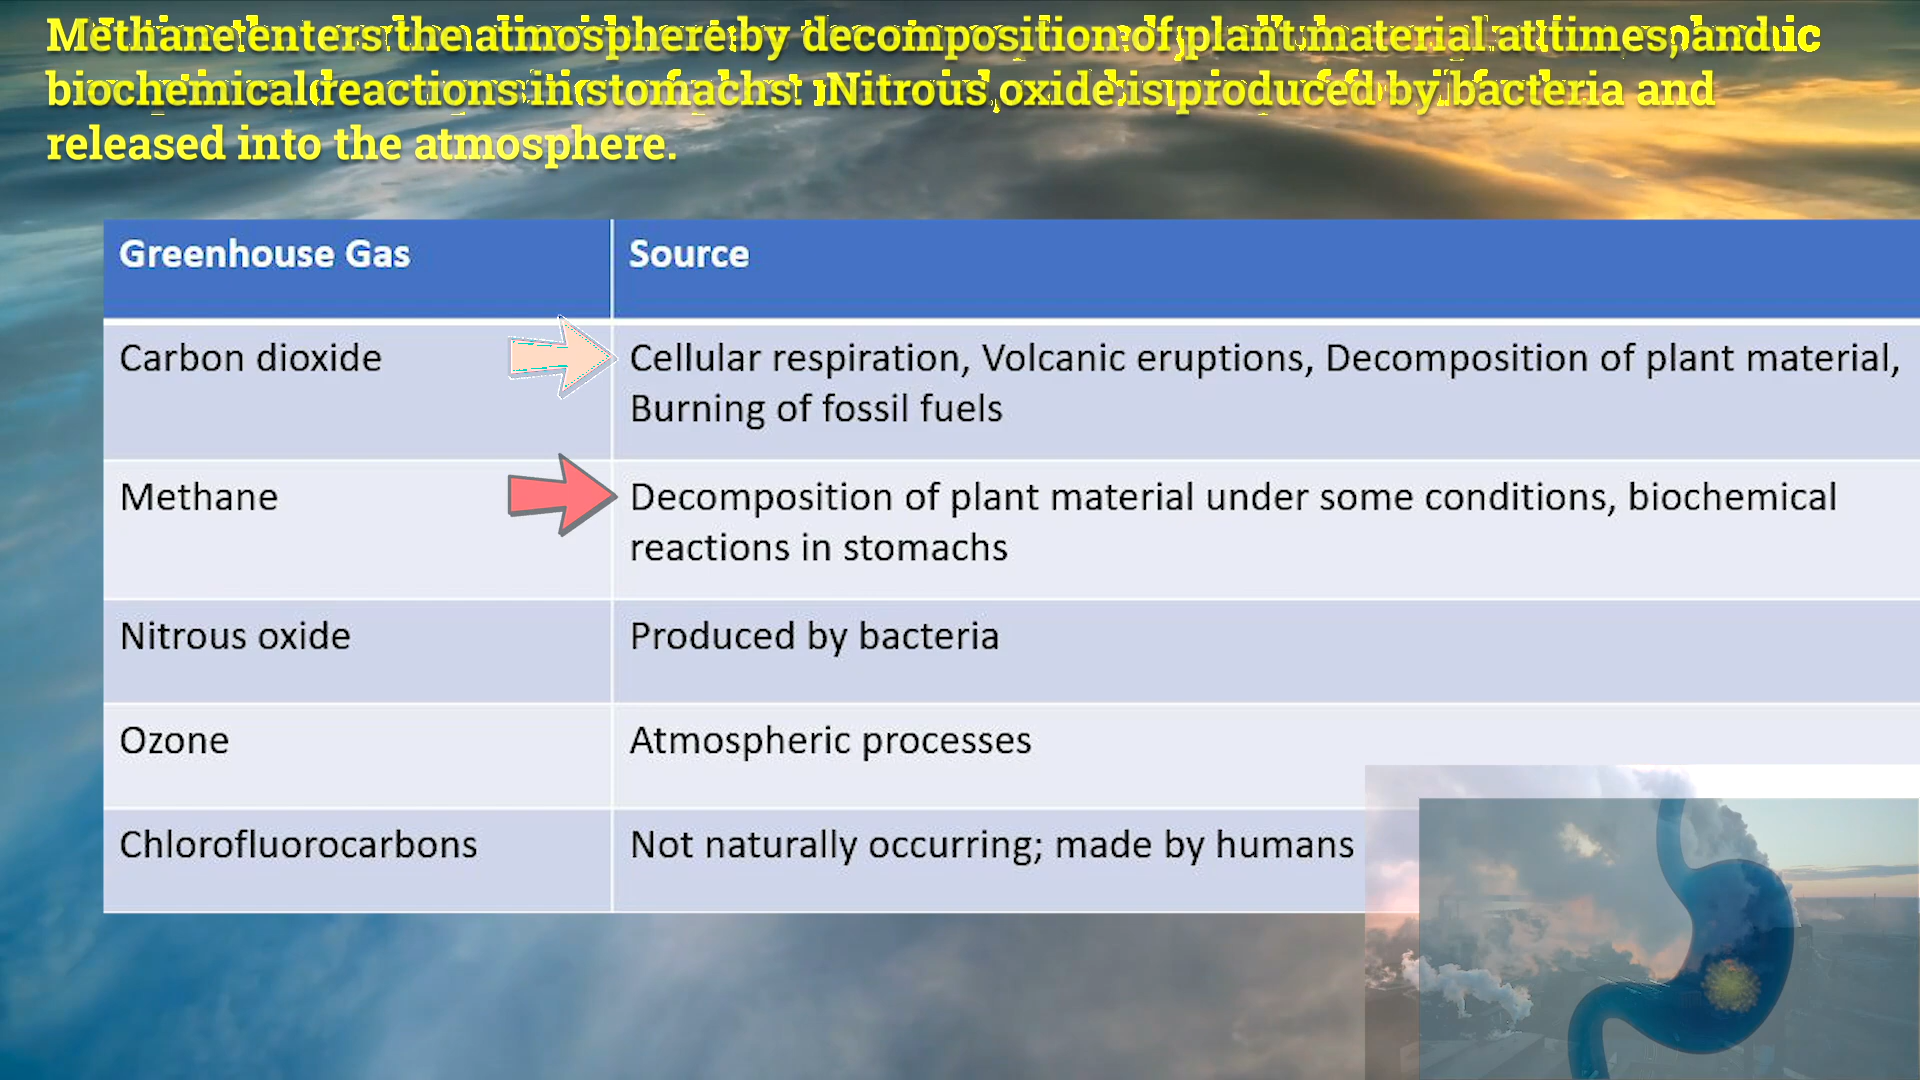 Methane enters the atmosphere by decomposition of plant material at times, and
biochemical reactions in stomachs. Nitrous oxide is produced by bacteria and
released into the atmosphere.
Greenhouse Gas Source
Carbon dioxide Cellular respiration, Volcanic eruptions, Decomposition of plant material,
Burning of fossil fuels
Methane Decomposition of plant material under some conditions, biochemical
reactions in stomachs
Nitrous oxide Produced by bacteria
Ozone Atmospheric processes
Chlorofluorocarbons Not naturally occurring; made by humans